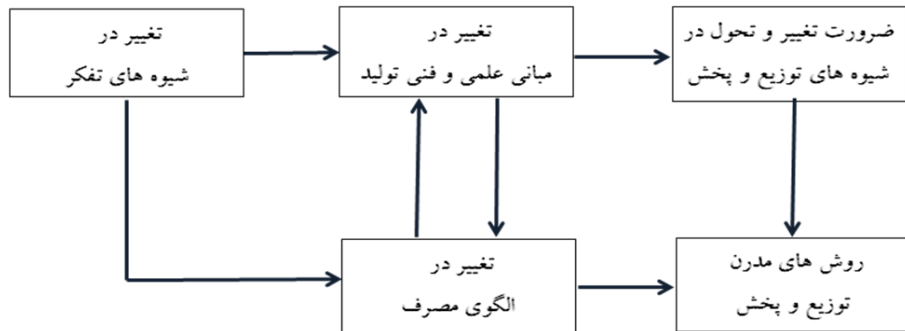 تغییر در
شیوه های تفکر
تغییر در
مبانی علمی و فنی تولید
ضرورت تغییر و تحول در
شیوه های توزیع و پخش
تغییر در
الگوی مصرف
روش های مدرن
توزیع و پخش